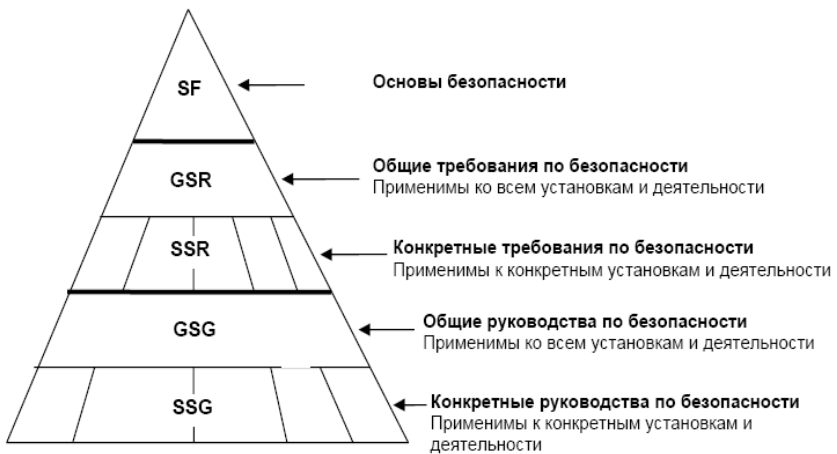 SF
Основы безопасности
GSR
Общие требования по безопасности
Применимы ко всем установкам и деятельности
SSR
Конкретные требования по безопасности
Применимы к конкретным установкам и деятельности
GSG
Общие руководства по безопасности
Применимы ко всем установкам и деятельности
SSG
Конкретные руководства по безопасности
Применимы к конкретным установкам и
деятельности